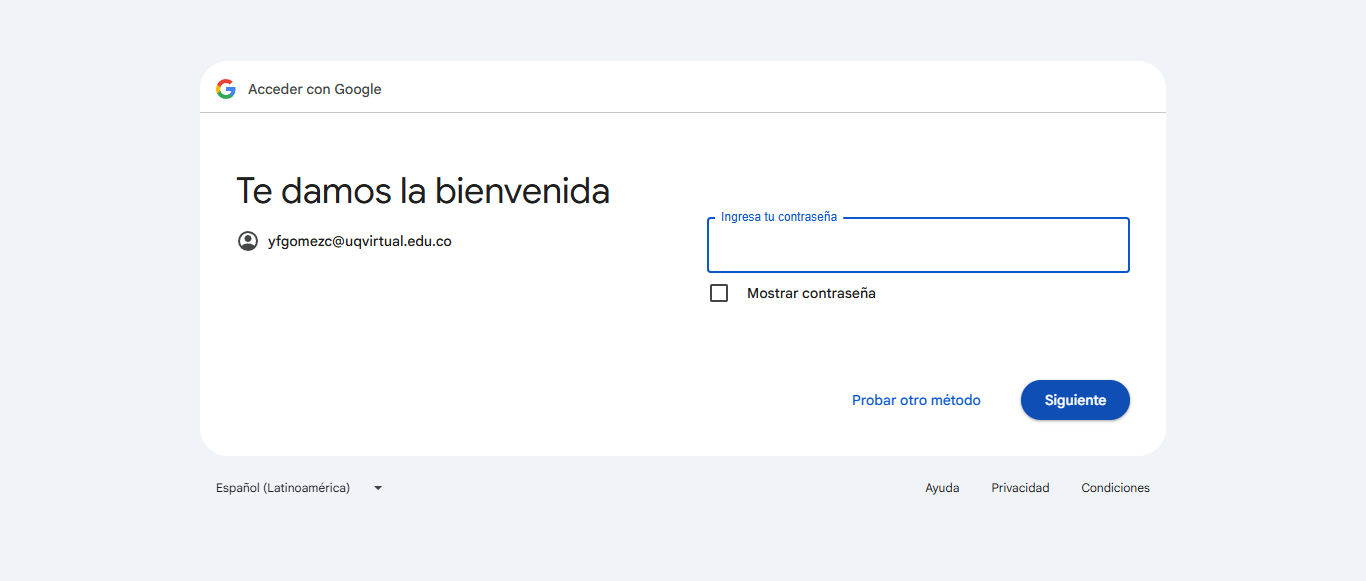 Acceder con Google
Te damos la bienvenida
yfgomezc@uqvirtual.edu.co
Ingresa tu contraseña
Mostrar contraseña
Probar otro método
Siguiente
Español (Latinoamérica)
Ayuda
Privacidad
Condiciones